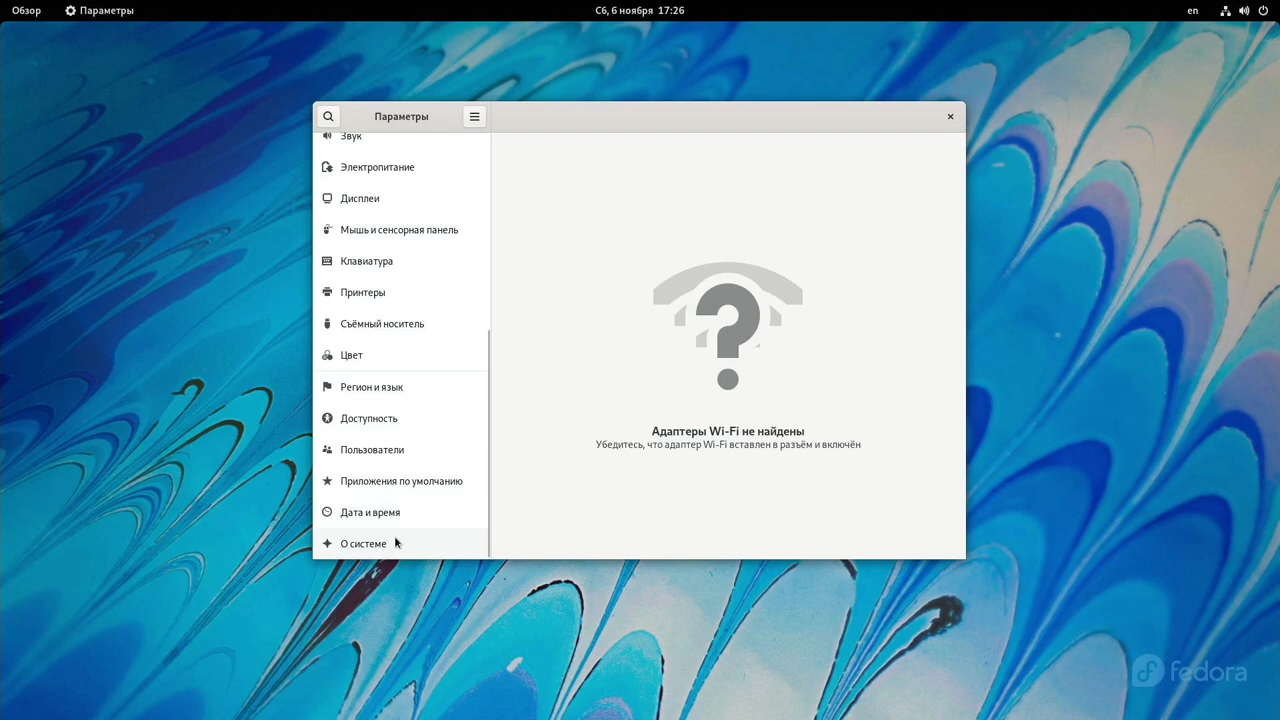 Обзор
Параметры
Сб, 6 ноября 17:26
en
Параметры
Звук
Электропитание
Дисплеи
Мышь и сенсорная панель
Клавиатура
Принтеры
Съёмный носитель
Цвет
Регион и язык
Доступность
Пользователи
Приложения по умолчанию
Дата и время
О системе
Адаптеры Wi-Fi не найдены
Убедитесь, что адаптер Wi-Fi вставлен в разъём и включён
fedora